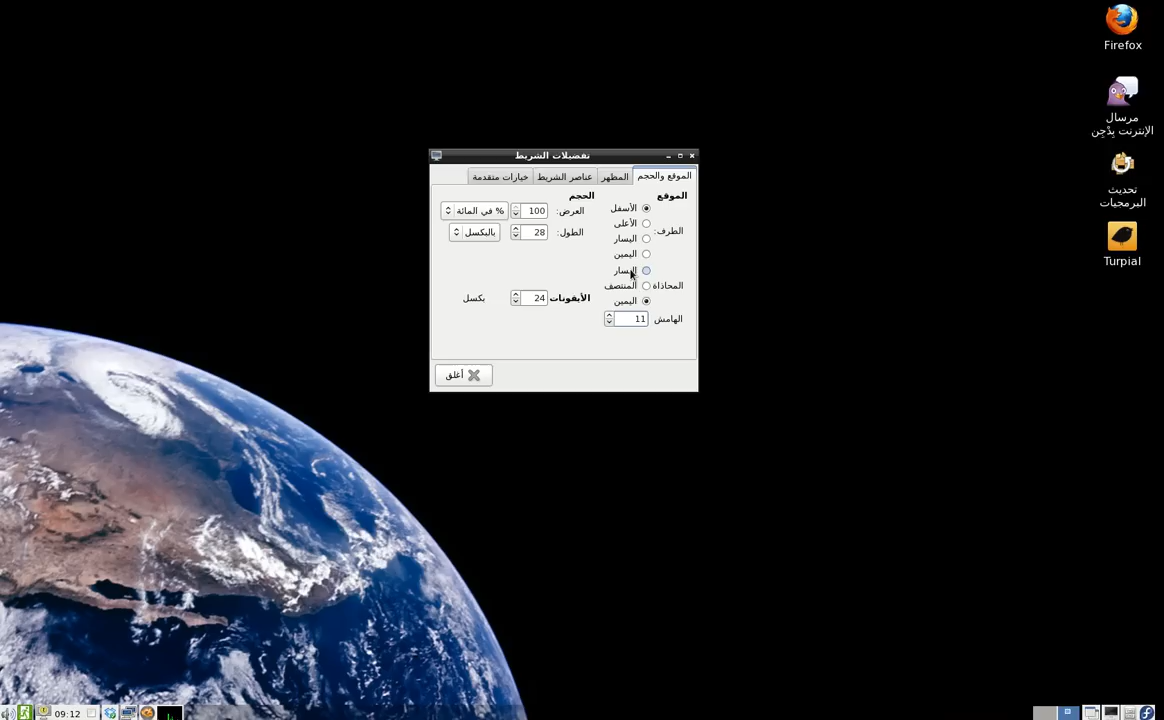 Firefox
مرسال
الإنترنت پِدْجِن
تحديث
البرمجيات
Turpial
تفضيلات الشريط
الموقع والحجم
المظهر
عناصر الشريط
خيارات متقدمة
الموقع
الطرف:
الأسفل
الأعلى
اليسار
اليمين
المحاذاة
اليسار
المنتصف
اليمين
الهامش
11
الحجم
العرض:
100
% في المائة
الطول:
28
بالبكسل
الأيقونات
24
بكسل
أغلق
09:12